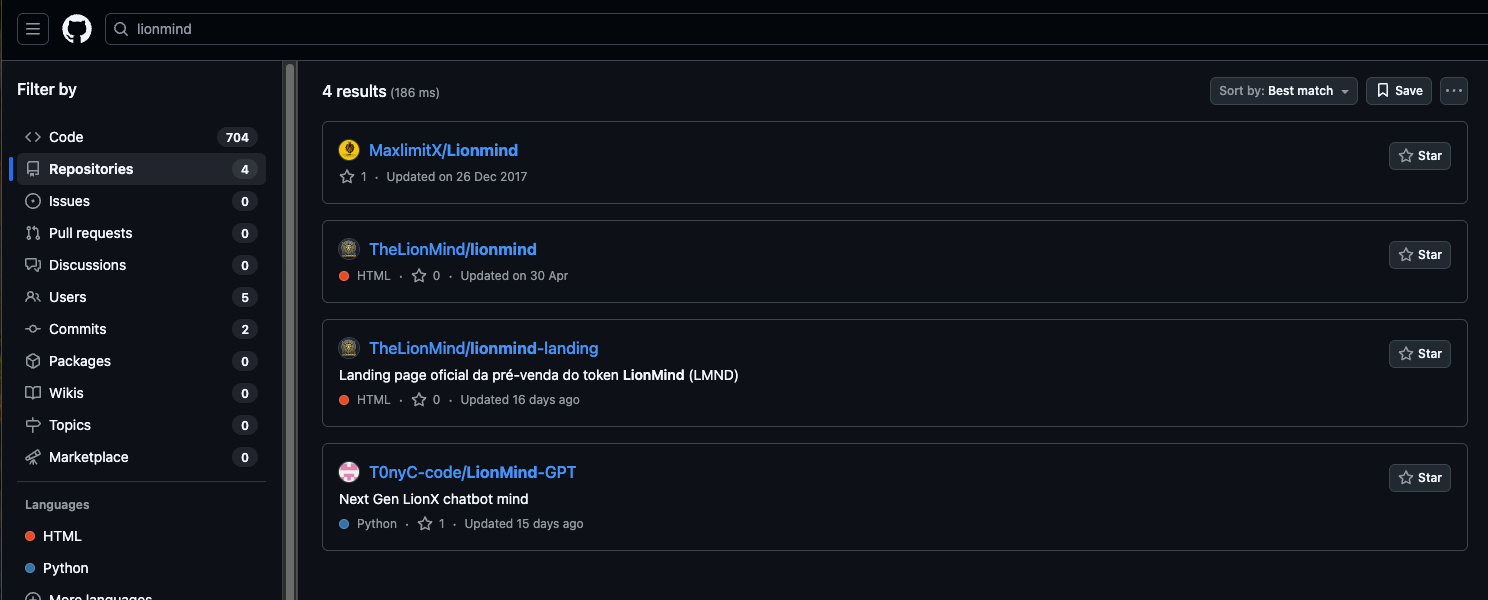 lionmind
Filter by
Code 704
Repositories 4
Issues 0
Pull requests 0
Discussions 0
Users 5
Commits 2
Packages 0
Wikis 0
Topics 0
Marketplace 0
Languages
HTML
Python
More languages
4 results (186 ms)
Sort by: Best match
Save
MaxlimitX/Lionmind
Star
1 · Updated on 26 Dec 2017
TheLionMind/lionmind
Star
HTML · 0 · Updated on 30 Apr
TheLionMind/lionmind-landing
Star
Landing page oficial da pré-venda do token LionMind (LMND)
HTML · 0 · Updated 16 days ago
T0nyC-code/LionMind-GPT
Star
Next Gen LionX chatbot mind
Python · 1 · Updated 15 days ago